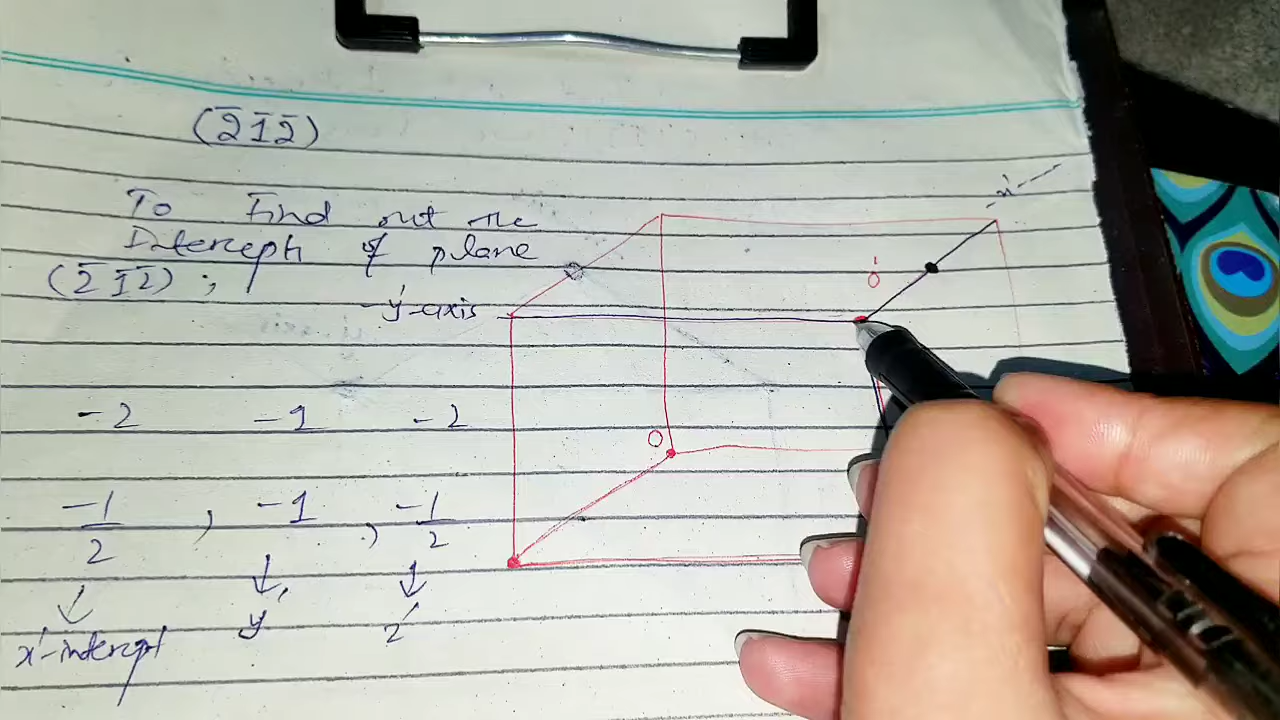 (2̅1̅2̅)
To Find out the
Intercepts of plane
(2̅1̅2̅) ;
-y'-axis
-2 -1 -2
-1/2 , -1 , -1/2
↓ ↓ ↓
x'-intercept y' z'
O'
O